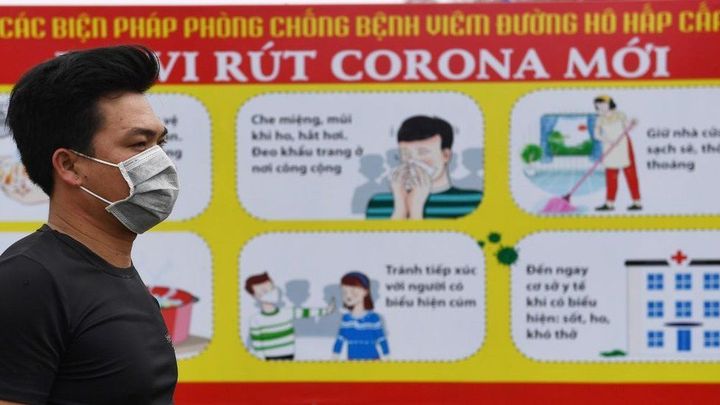 CÁC BIỆN PHÁP PHÒNG CHỐNG BỆNH VIÊM ĐƯỜNG HÔ HẤP CẤP
VI RÚT CORONA MỚI
Che miệng, mũi
khi ho, hắt hơi.
Đeo khẩu trang ở
nơi công cộng
Giữ nhà cửa
sạch sẽ, thông
thoáng
Tránh tiếp xúc
với người có
biểu hiện cúm
Đến ngay
cơ sở y tế
khi có biểu
hiện: sốt, ho,
khó thở